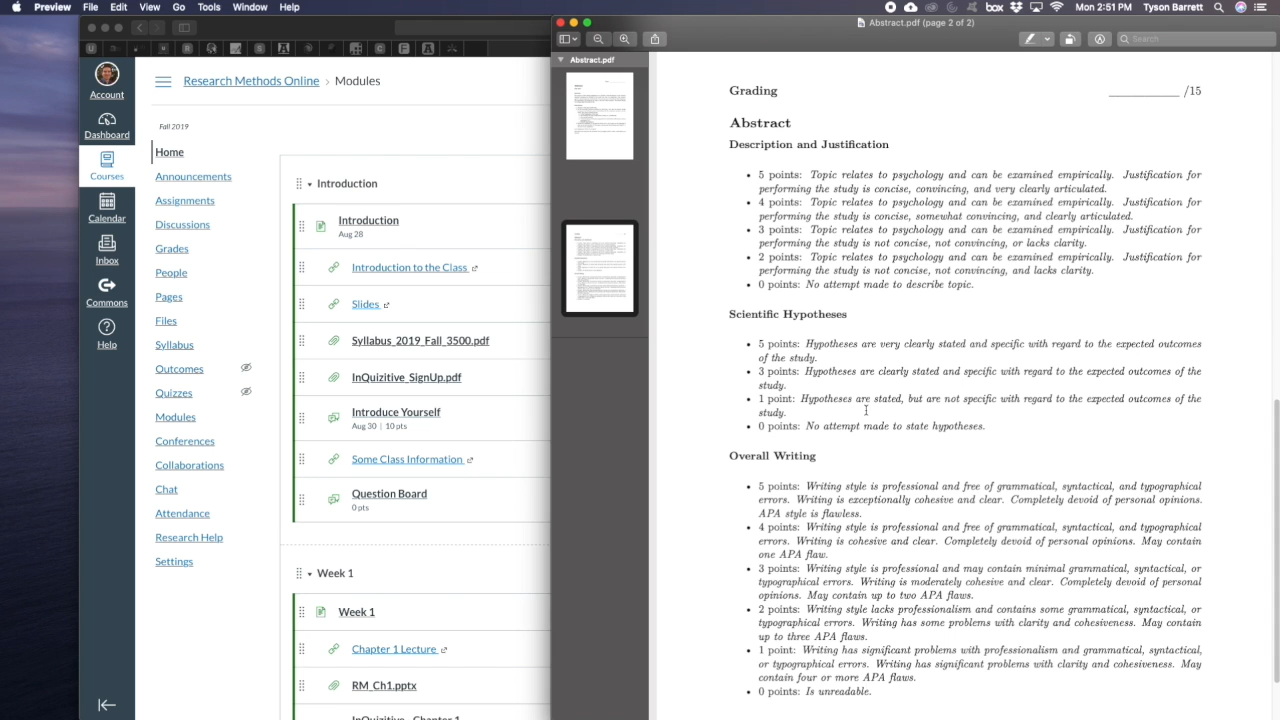 Preview File Edit View Go Tools Window Help
Mon 2:51 PM Tyson Barrett
Abstract.pdf (page 2 of 2)
Search
Abstract.pdf
Account
Dashboard
Courses
Calendar
Inbox
Commons
Help
Research Methods Online > Modules
Fall 2019
Home
Announcements
Assignments
Discussions
Grades
People
Pages
Files
Syllabus
Outcomes
Quizzes
Modules
Conferences
Collaborations
Chat
Attendance
Research Help
Settings
Introduction
Introduction
Aug 28
Introduction to the Class
Slides
Syllabus_2019_Fall_3500.pdf
InQuizitive_SignUp.pdf
Introduce Yourself
Aug 30 | 10 pts
Some Class Information
Question Board
0 pts
Week 1
Week 1
Chapter 1 Lecture
RM_Ch1.pptx
InQuizitive - Chapter 1
Grading ____________ /15
Abstract
Description and Justification
• 5 points: Topic relates to psychology and can be examined empirically. Justification for
performing the study is concise, convincing, and very clearly articulated.
• 4 points: Topic relates to psychology and can be examined empirically. Justification for
performing the study is concise, somewhat convincing, and clearly articulated.
• 3 points: Topic relates to psychology and can be examined empirically. Justification for
performing the study is not concise, not convincing, or lacks clarity.
• 2 points: Topic relates to psychology and can be examined empirically. Justification for
performing the study is not concise, not convincing, and lacks clarity.
• 0 points: No attempt made to describe topic.
Scientific Hypotheses
• 5 points: Hypotheses are very clearly stated and specific with regard to the expected outcomes
of the study.
• 3 points: Hypotheses are clearly stated and specific with regard to the expected outcomes of the
study.
• 1 point: Hypotheses are stated, but are not specific with regard to the expected outcomes of the
study.
• 0 points: No attempt made to state hypotheses.
Overall Writing
• 5 points: Writing style is professional and free of grammatical, syntactical, and typographical
errors. Writing is exceptionally cohesive and clear. Completely devoid of personal opinions.
APA style is flawless.
• 4 points: Writing style is professional and free of grammatical, syntactical, and typographical
errors. Writing is cohesive and clear. Completely devoid of personal opinions. May contain
one APA flaw.
• 3 points: Writing style is professional and may contain minimal grammatical, syntactical, or
typographical errors. Writing is moderately cohesive and clear. Completely devoid of personal
opinions. May contain up to two APA flaws.
• 2 points: Writing style lacks professionalism and contains some grammatical, syntactical, or
typographical errors. Writing has some problems with clarity and cohesiveness. May contain
up to three APA flaws.
• 1 point: Writing has significant problems with professionalism and grammatical, syntactical,
or typographical errors. Writing has significant problems with clarity and cohesiveness. May
contain four or more APA flaws.
• 0 points: Is unreadable.